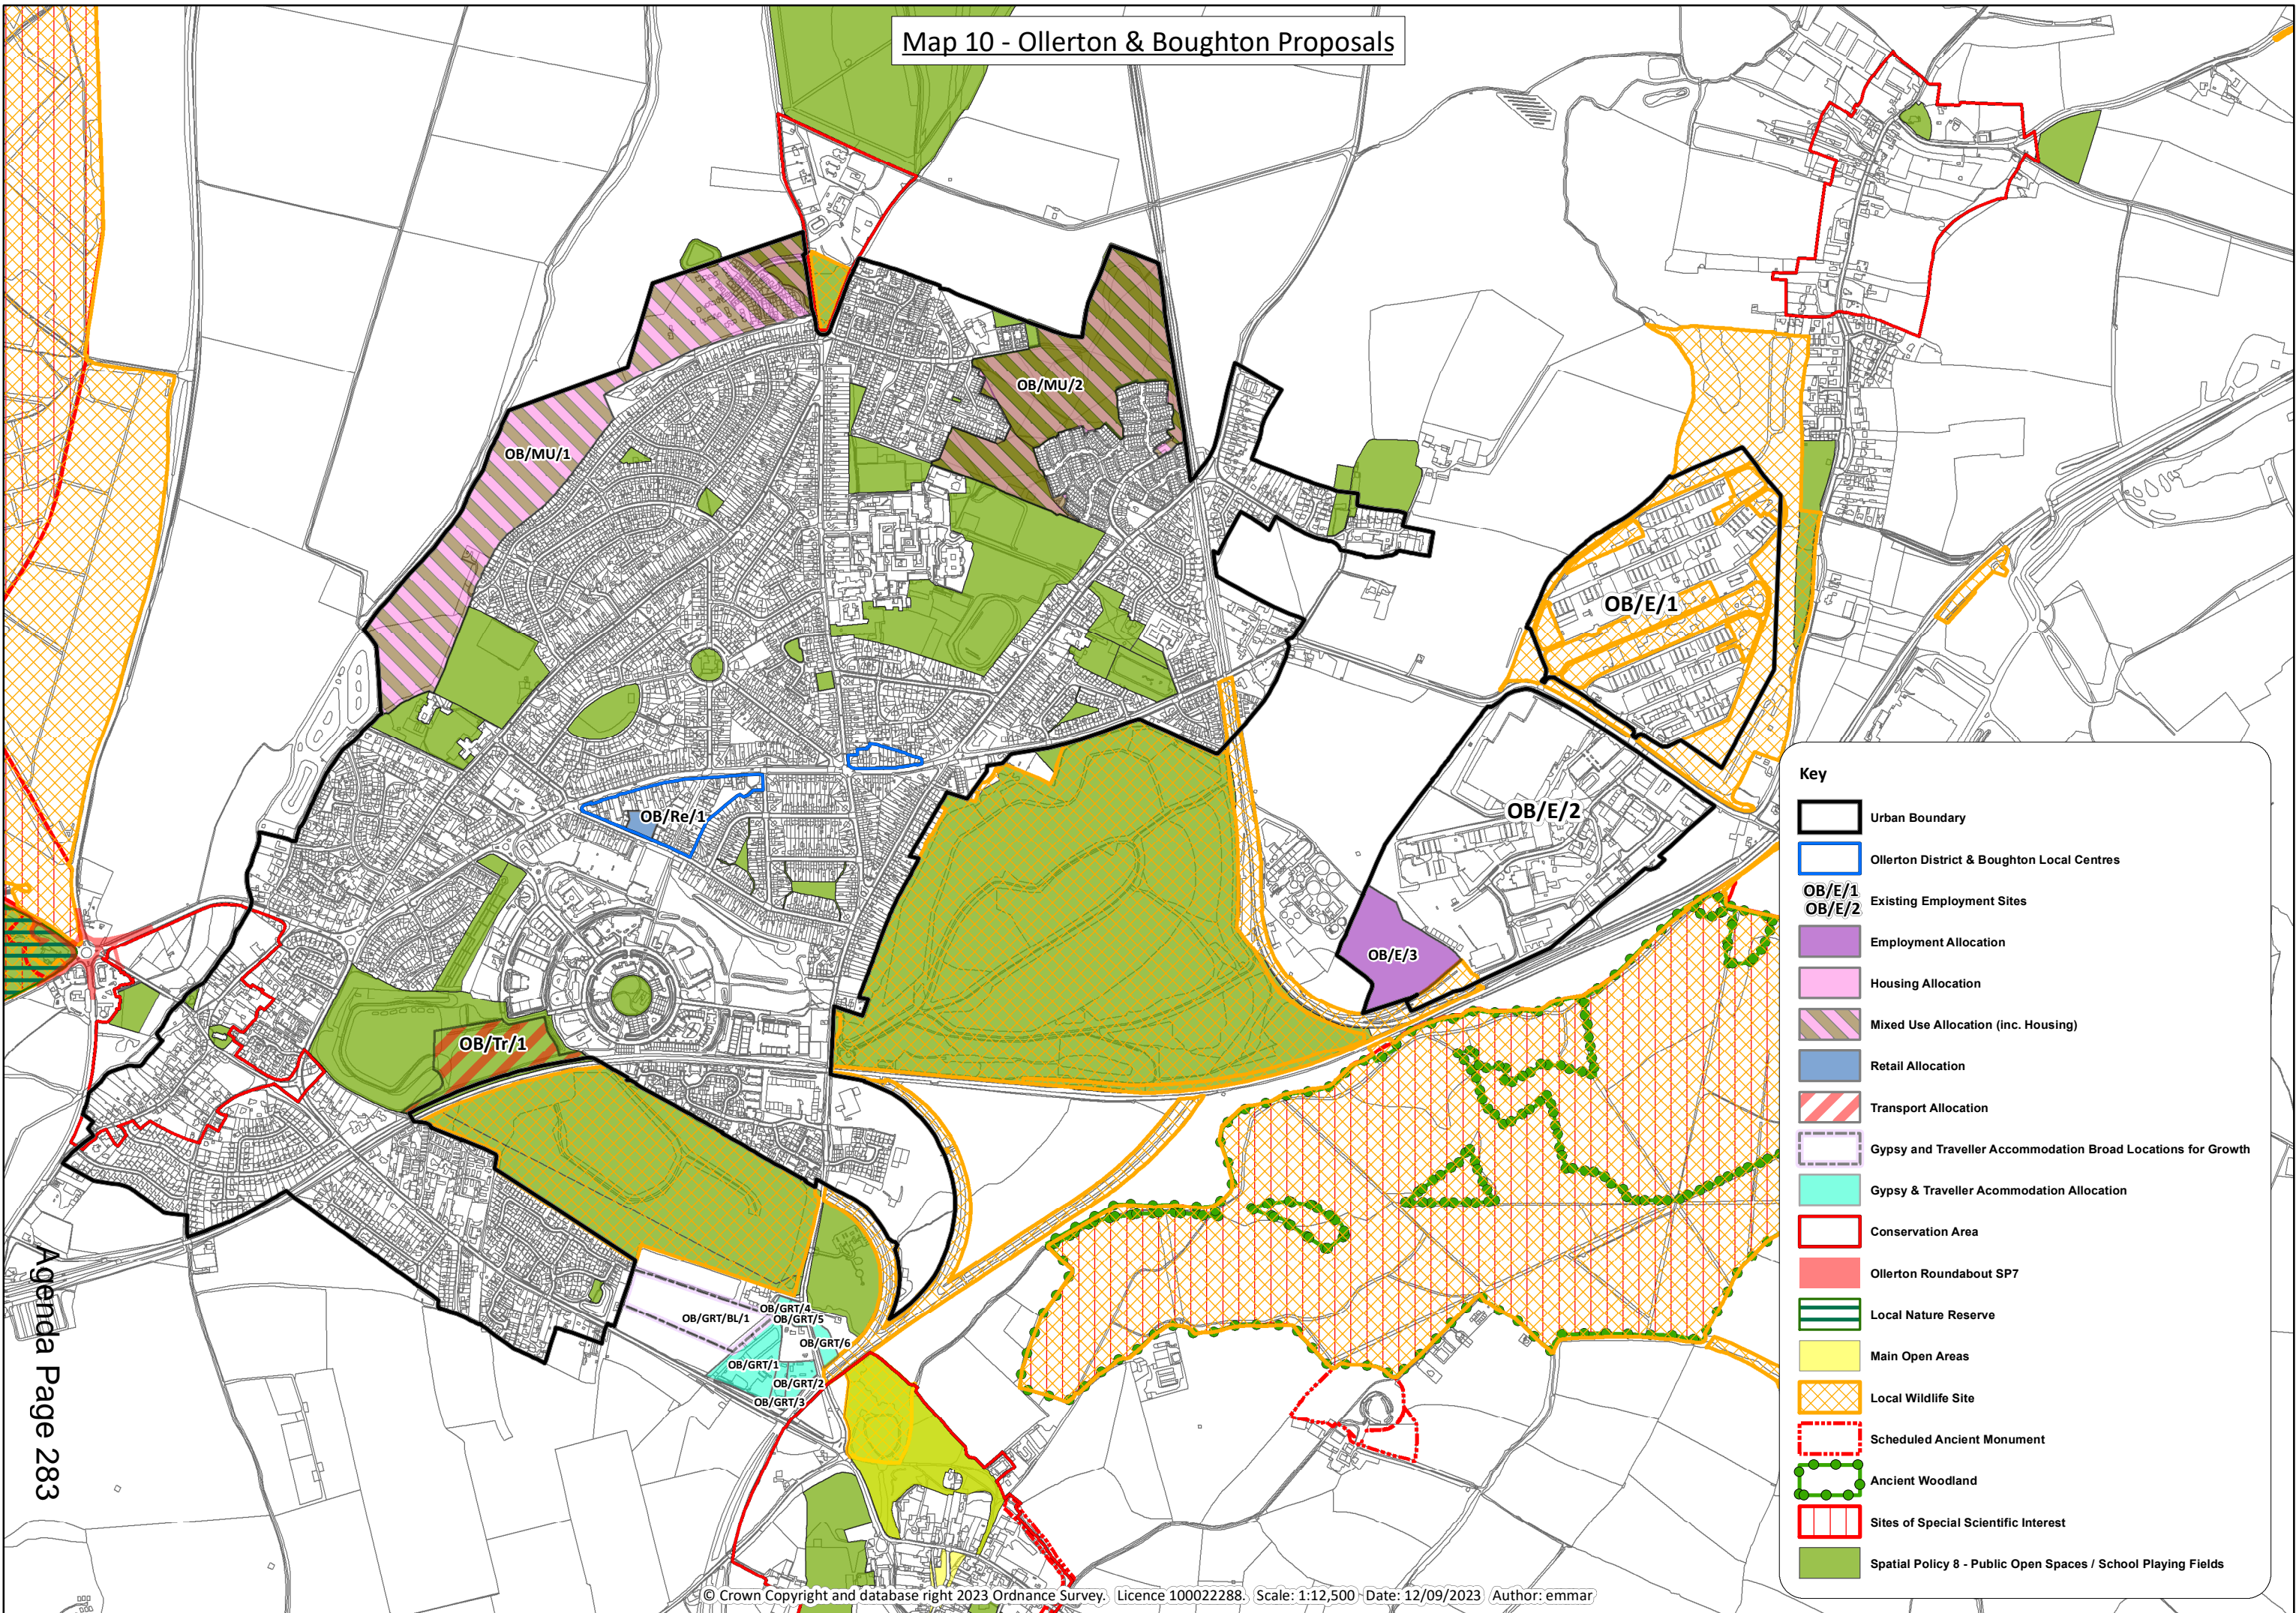 Map 10 - Ollerton & Boughton Proposals
OB/MU/2
OB/MU/1
OB/E/1
OB/E/2
OB/Re/1
OB/E/3
OB/Tr/1
OB/GRT/BL/1
OB/GRT/4
OB/GRT/5
OB/GRT/6
OB/GRT/1
OB/GRT/2
OB/GRT/3
Agenda Page 283
Key
Urban Boundary
Ollerton District & Boughton Local Centres
OB/E/1
OB/E/2
Existing Employment Sites
Employment Allocation
Housing Allocation
Mixed Use Allocation (inc. Housing)
Retail Allocation
Transport Allocation
Gypsy and Traveller Accommodation Broad Locations for Growth
Gypsy & Traveller Acommodation Allocation
Conservation Area
Ollerton Roundabout SP7
Local Nature Reserve
Main Open Areas
Local Wildlife Site
Scheduled Ancient Monument
Ancient Woodland
Sites of Special Scientific Interest
Spatial Policy 8 - Public Open Spaces / School Playing Fields
© Crown Copyright and database right 2023 Ordnance Survey. Licence 100022288. Scale: 1:12,500 Date: 12/09/2023 Author: emmar